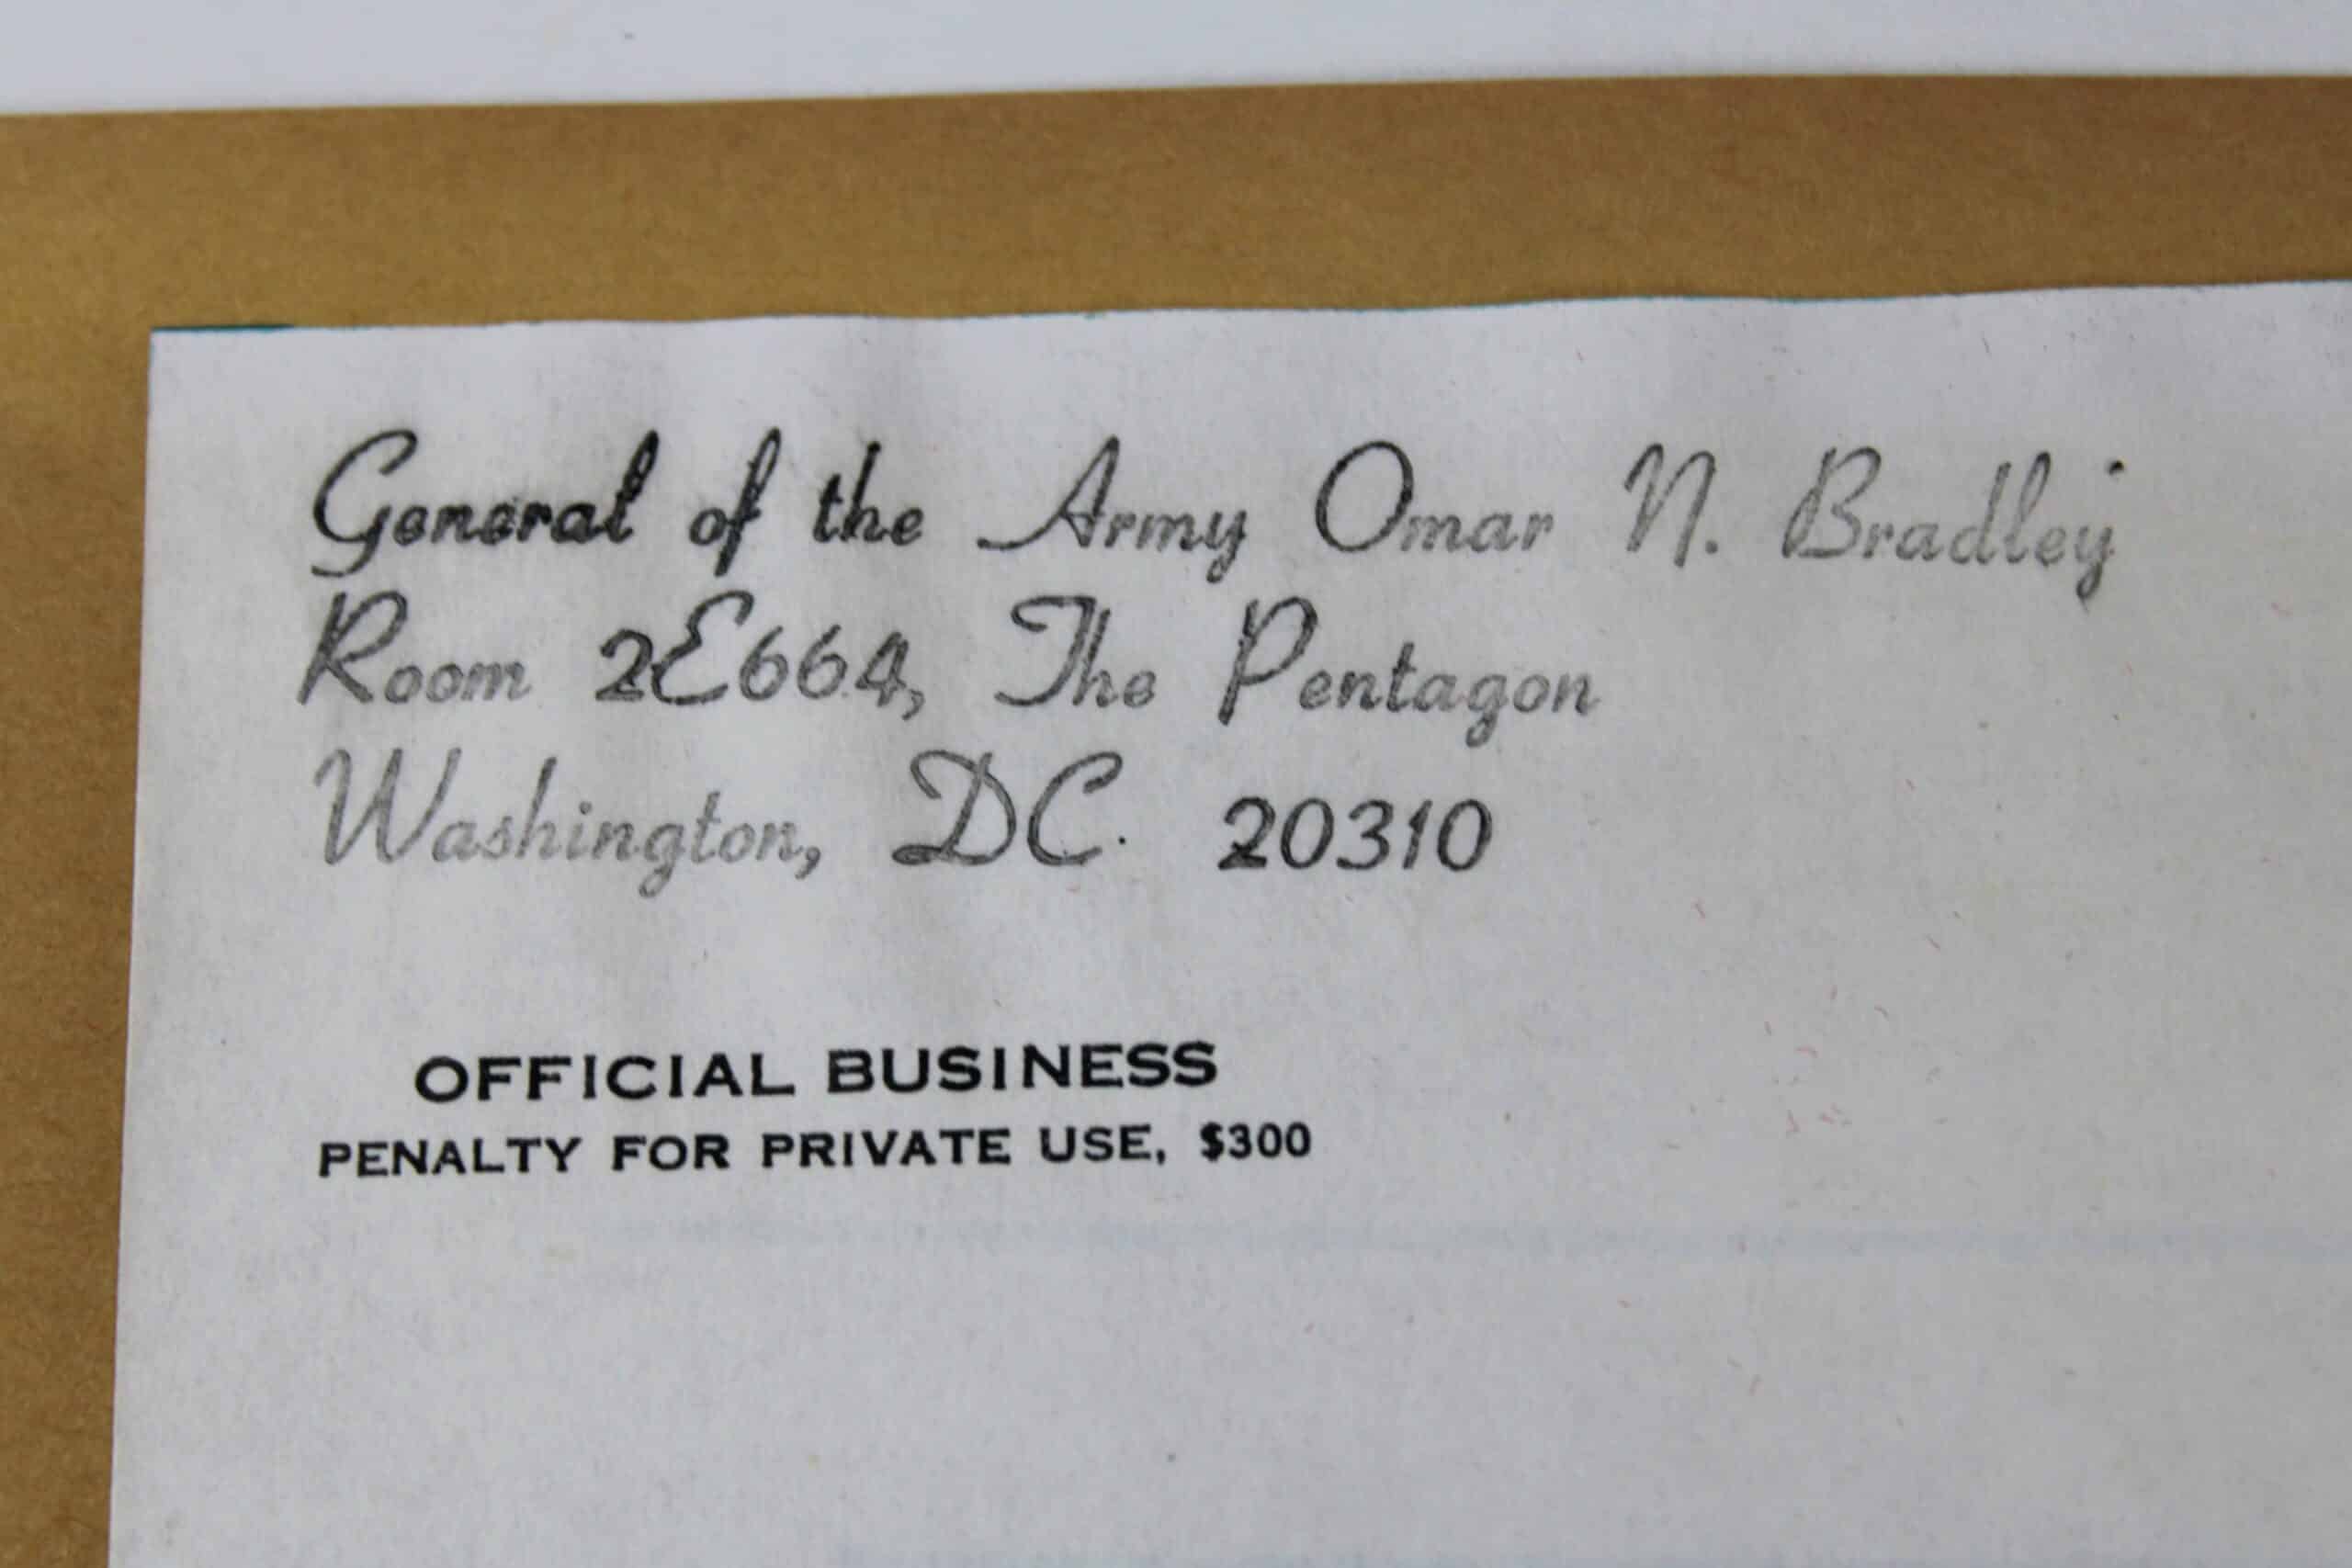 General of the Army Omar N. Bradley
Room 2E664, The Pentagon
Washington, DC. 20310
OFFICIAL BUSINESS
PENALTY FOR PRIVATE USE, $300